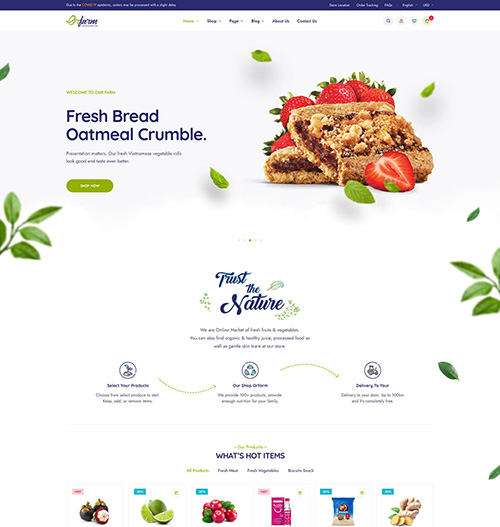 Due to the COVID-19 epidemic, orders may be processed with a slight delay
Store Location Order Tracking FAQs English USD
Orfarm
Home Shop Page Blog About Us Contact Us
WELCOME TO OUR FARM
Fresh Bread
Oatmeal Crumble.
Presentation matters. Our fresh Vietnamese vegetable rolls
look good and taste even better.
SHOP NOW
Trust
the
Nature
We are Online Market of fresh fruits & vegetables.
You can also find organic & healthy juice, processed food as
well as gentle skin tcare at our store.
Select Your Products
Choose from select produce to start.
Keep, add, or remove items.
Our Shop Orfarm
We provide 100+ products, provide
enough nutrition for your family.
Delivery To Your
Delivery to your door. Up to 100km
and it's completely free.
~ Our Products ~
WHAT'S HOT ITEMS
All Products Fresh Meat Fresh Vegetables Biscuits Snack
HOT
HOT